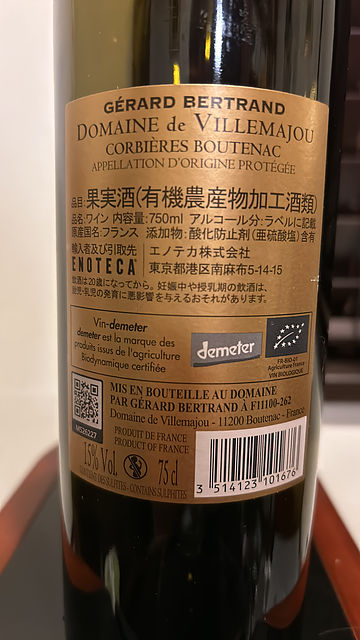 GÉRARD BERTRAND
DOMAINE de VILLEMAJOU
CORBIÈRES BOUTENAC
APPELLATION D'ORIGINE PROTÉGÉE
品目:果実酒(有機農産物加工酒類)
品名:ワイン 内容量:750ml アルコール分:ラベルに記載
原産国名:フランス 添加物:酸化防止剤(亜硫酸塩)含有
輸入者及び引取先 エノテカ株式会社
ENOTECA 東京都港区南麻布5-14-15
飲酒は20歳になってから。妊娠中や授乳期の飲酒は、
胎児・乳児の発育に悪影響を与えるおそれがあります。
Vin-demeter
demeter est la marque des
produits issus de l'agriculture
Biodynamique certifiée
demeter
FR-BIO-01
Agriculture France
VIN BIOLOGIQUE
MIS EN BOUTEILLE AU DOMAINE
PAR GÉRARD BERTRAND À F11100-262
Domaine de Villemajou - 11200 Boutenac - France
MS26227
PRODUIT DE FRANCE
PRODUCT OF FRANCE
15% Vol.
75 cl
CONTIENT DES SULFITES - CONTAINS SULPHITES
3 514123 101676